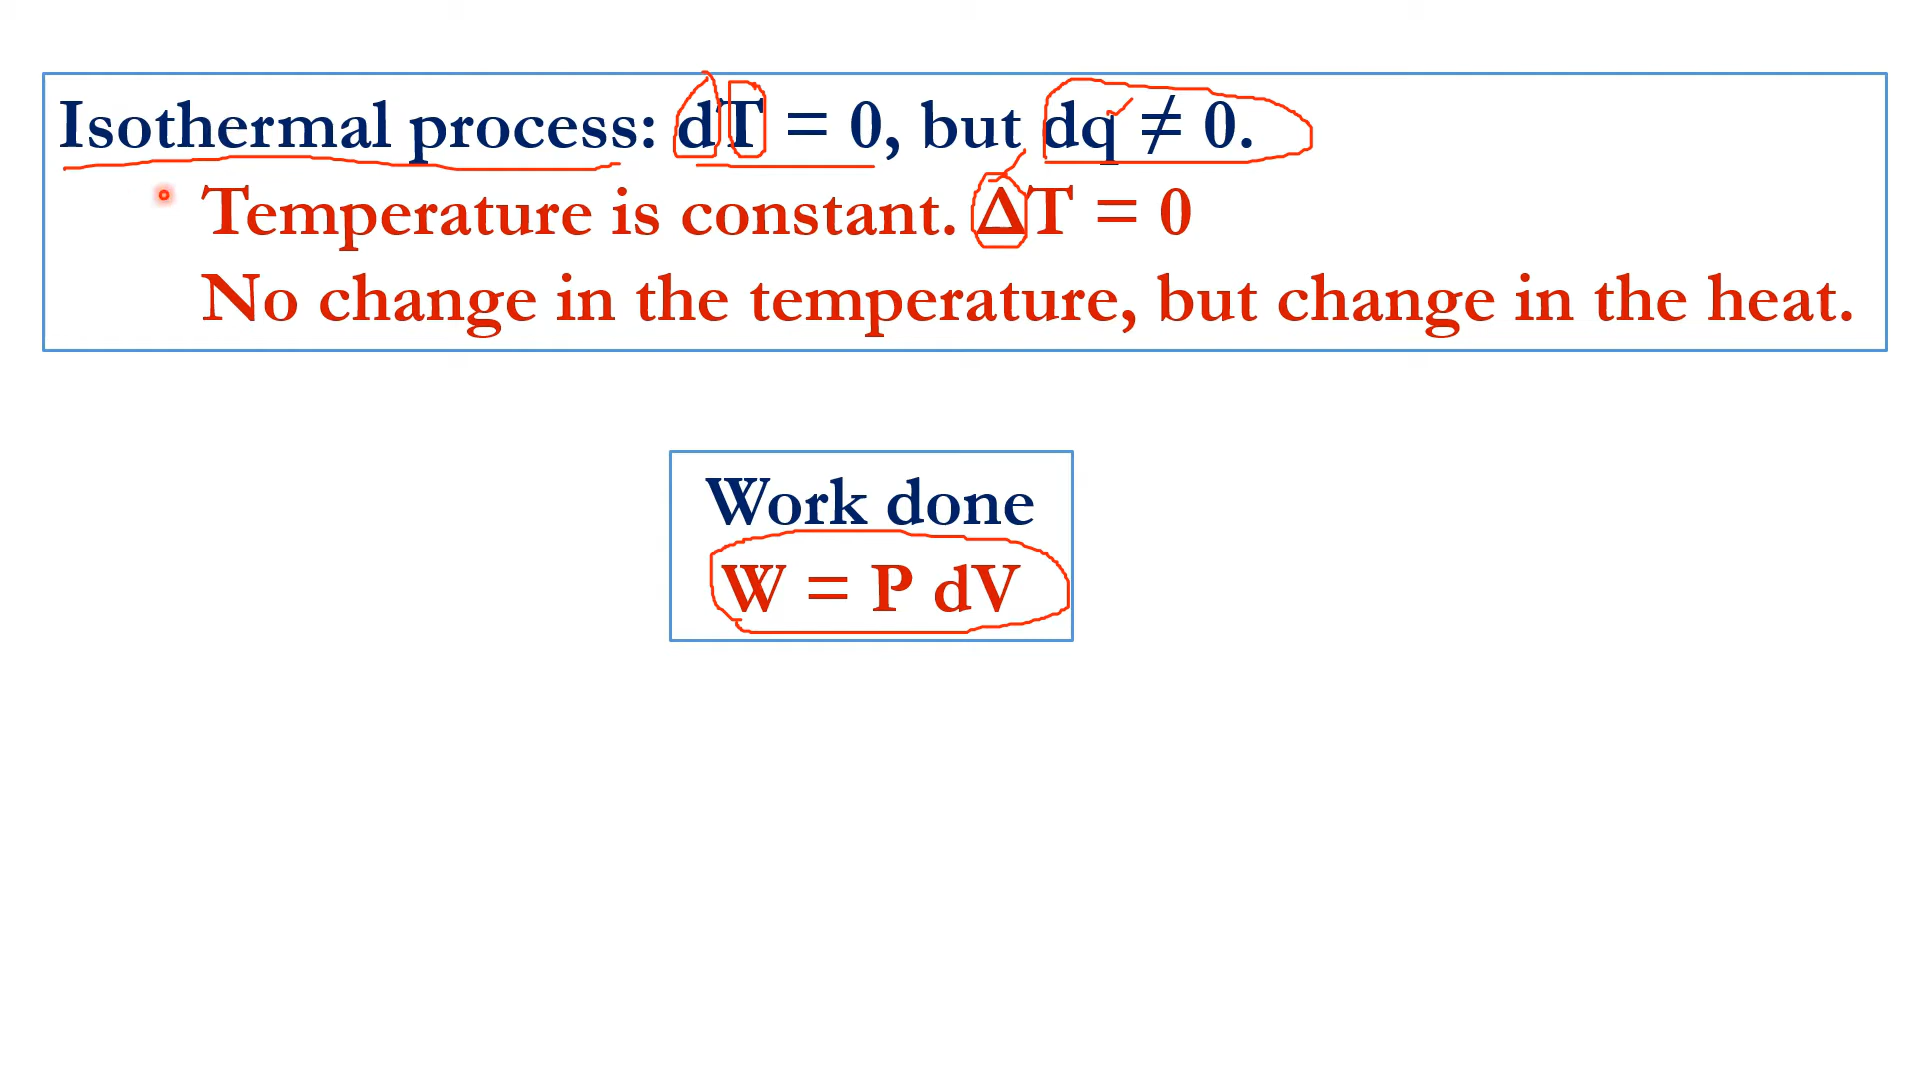 Isothermal process: dT = 0, but dq ≠ 0.
Temperature is constant. ΔT = 0
No change in the temperature, but change in the heat.
Work done
W = P dV